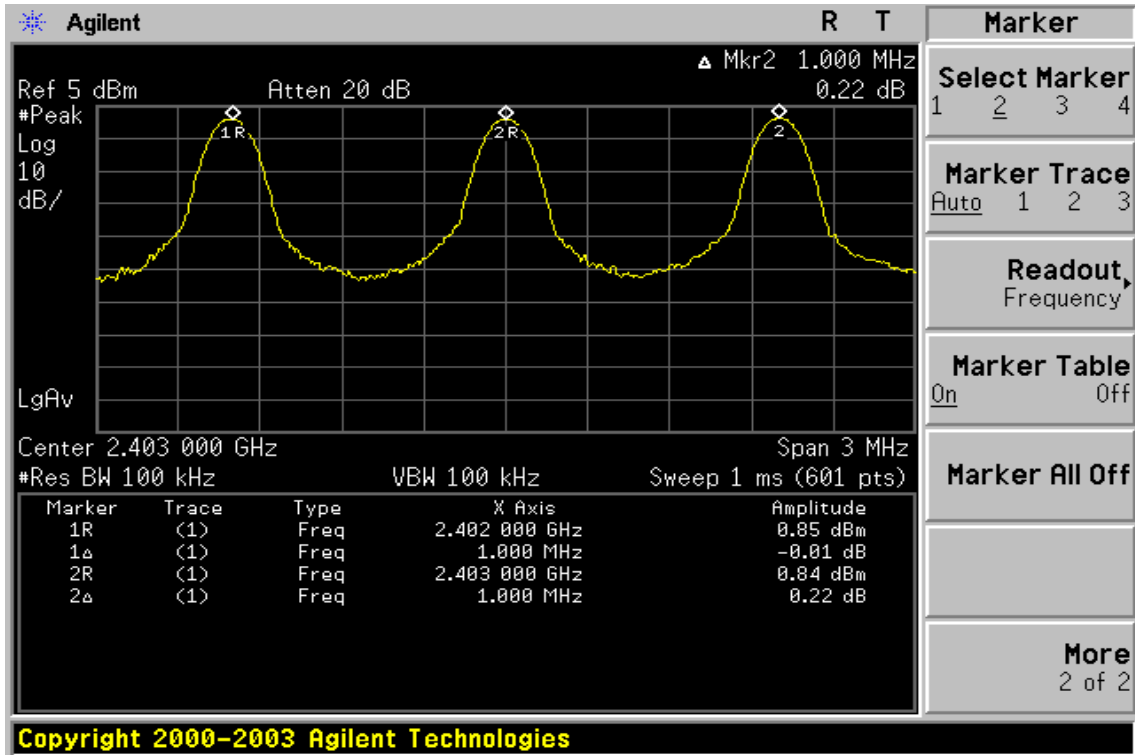 Agilent R T
Δ Mkr2 1.000 MHz
Ref 5 dBm Atten 20 dB 0.22 dB
#Peak
Log
10
dB/
1R 2R 2
LgAv
Center 2.403 000 GHz Span 3 MHz
#Res BW 100 kHz VBW 100 kHz Sweep 1 ms (601 pts)
Marker Trace Type X Axis Amplitude
1R (1) Freq 2.402 000 GHz 0.85 dBm
1Δ (1) Freq 1.000 MHz -0.01 dB
2R (1) Freq 2.403 000 GHz 0.84 dBm
2Δ (1) Freq 1.000 MHz 0.22 dB
Copyright 2000-2003 Agilent Technologies
Marker
Select Marker
1 2 3 4
Marker Trace
Auto 1 2 3
Readout
Frequency
Marker Table
On Off
Marker All Off
More
2 of 2